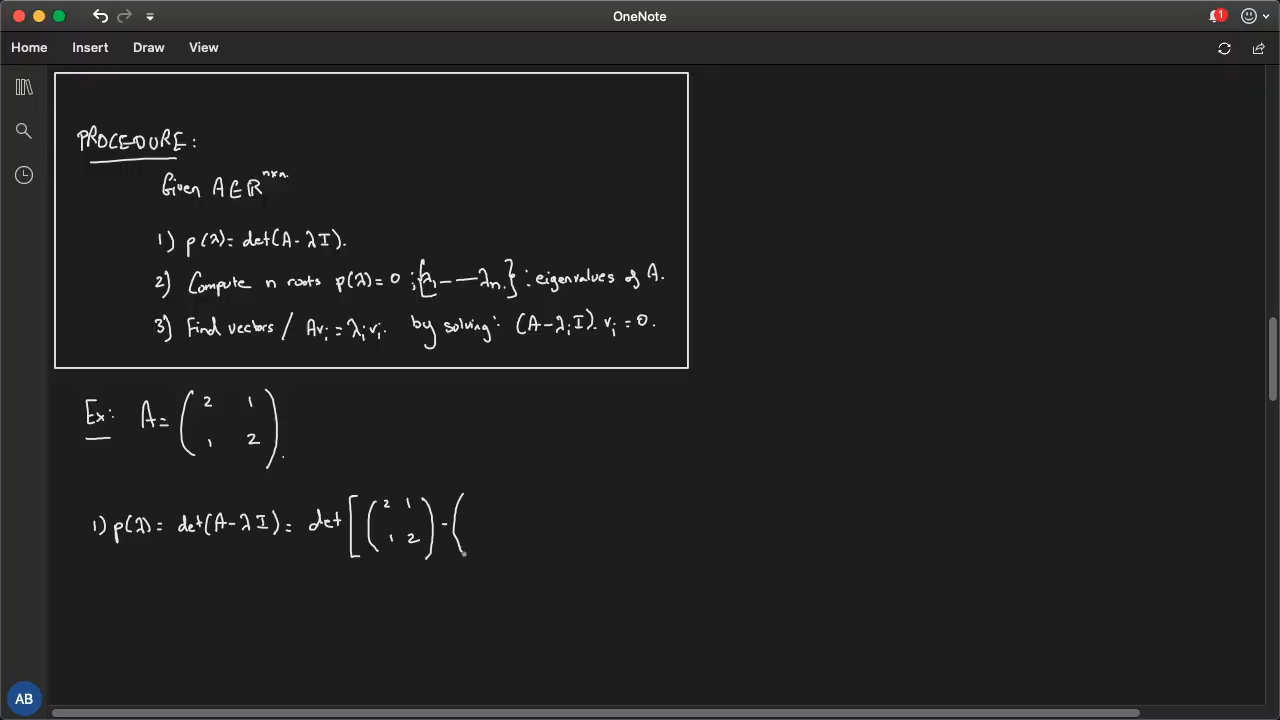 OneNote
1
Home Insert Draw View
PROCEDURE:
Given A ∈ ℝⁿˣⁿ.
1) p(λ) = det(A - λI).
2) Compute n roots p(λ) = 0 ; {λ₁ - — λₙ.} : eigenvalues of A.
3) Find vectors / Avᵢ = λᵢvᵢ. by solving: (A - λᵢI). vᵢ = 0.
Ex: A = ( 2 1
1 2 ).
1) p(λ) = det(A - λI) = det [ ( 2 1
1 2 ) - (
AB